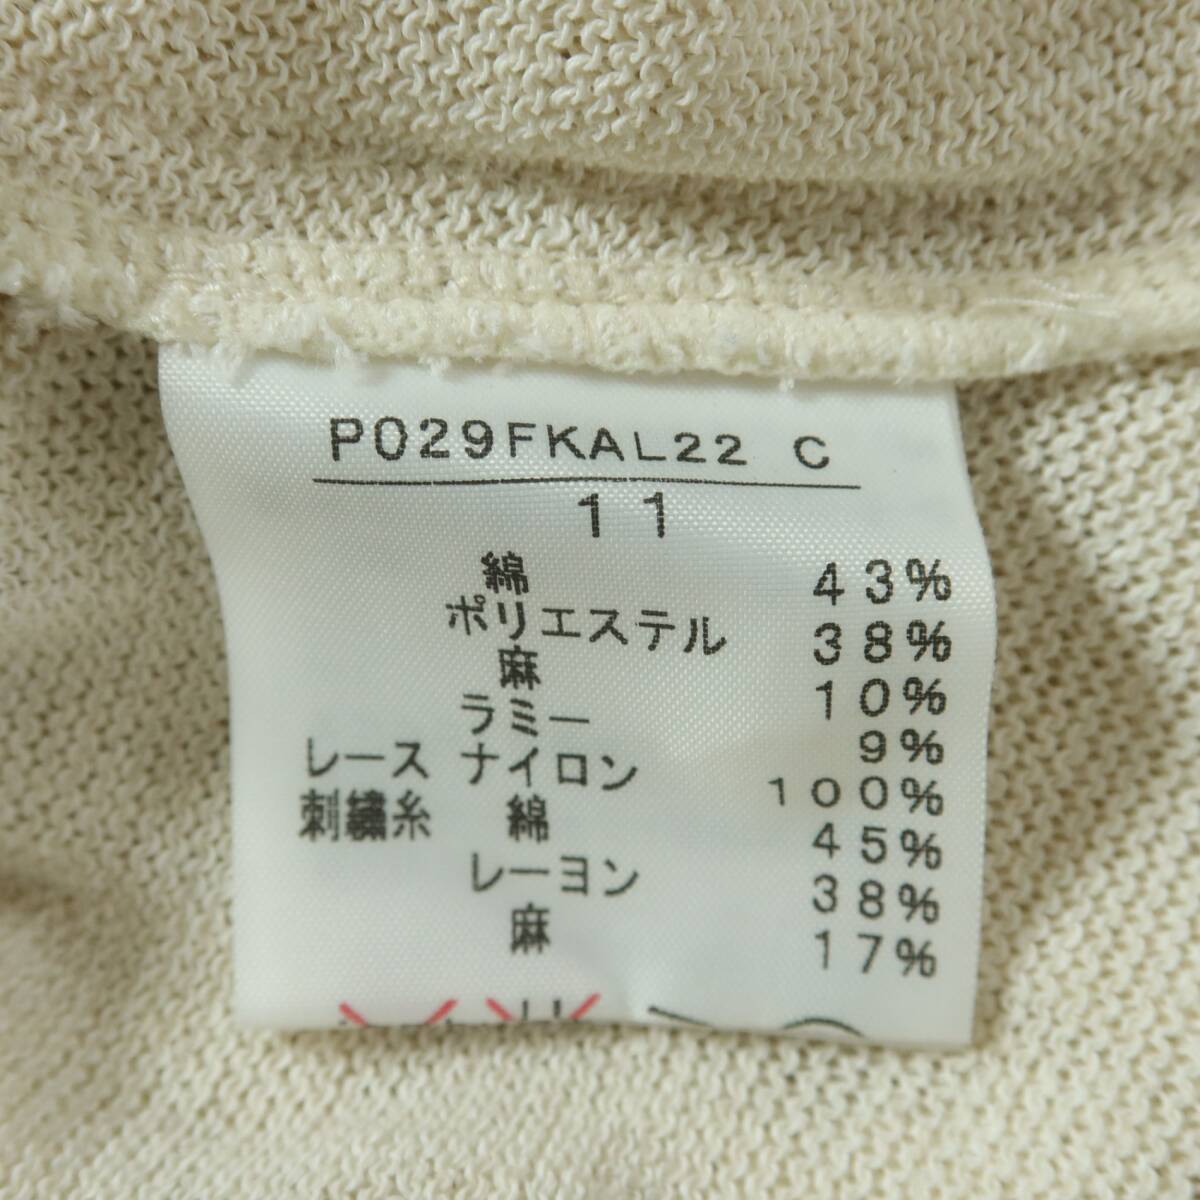 P029FKAL22 C
11
綿 43%
ポリエステル 38%
麻 10%
ラミー 9%
レース ナイロン 100%
刺繍糸 綿 45%
レーヨン 38%
麻 17%